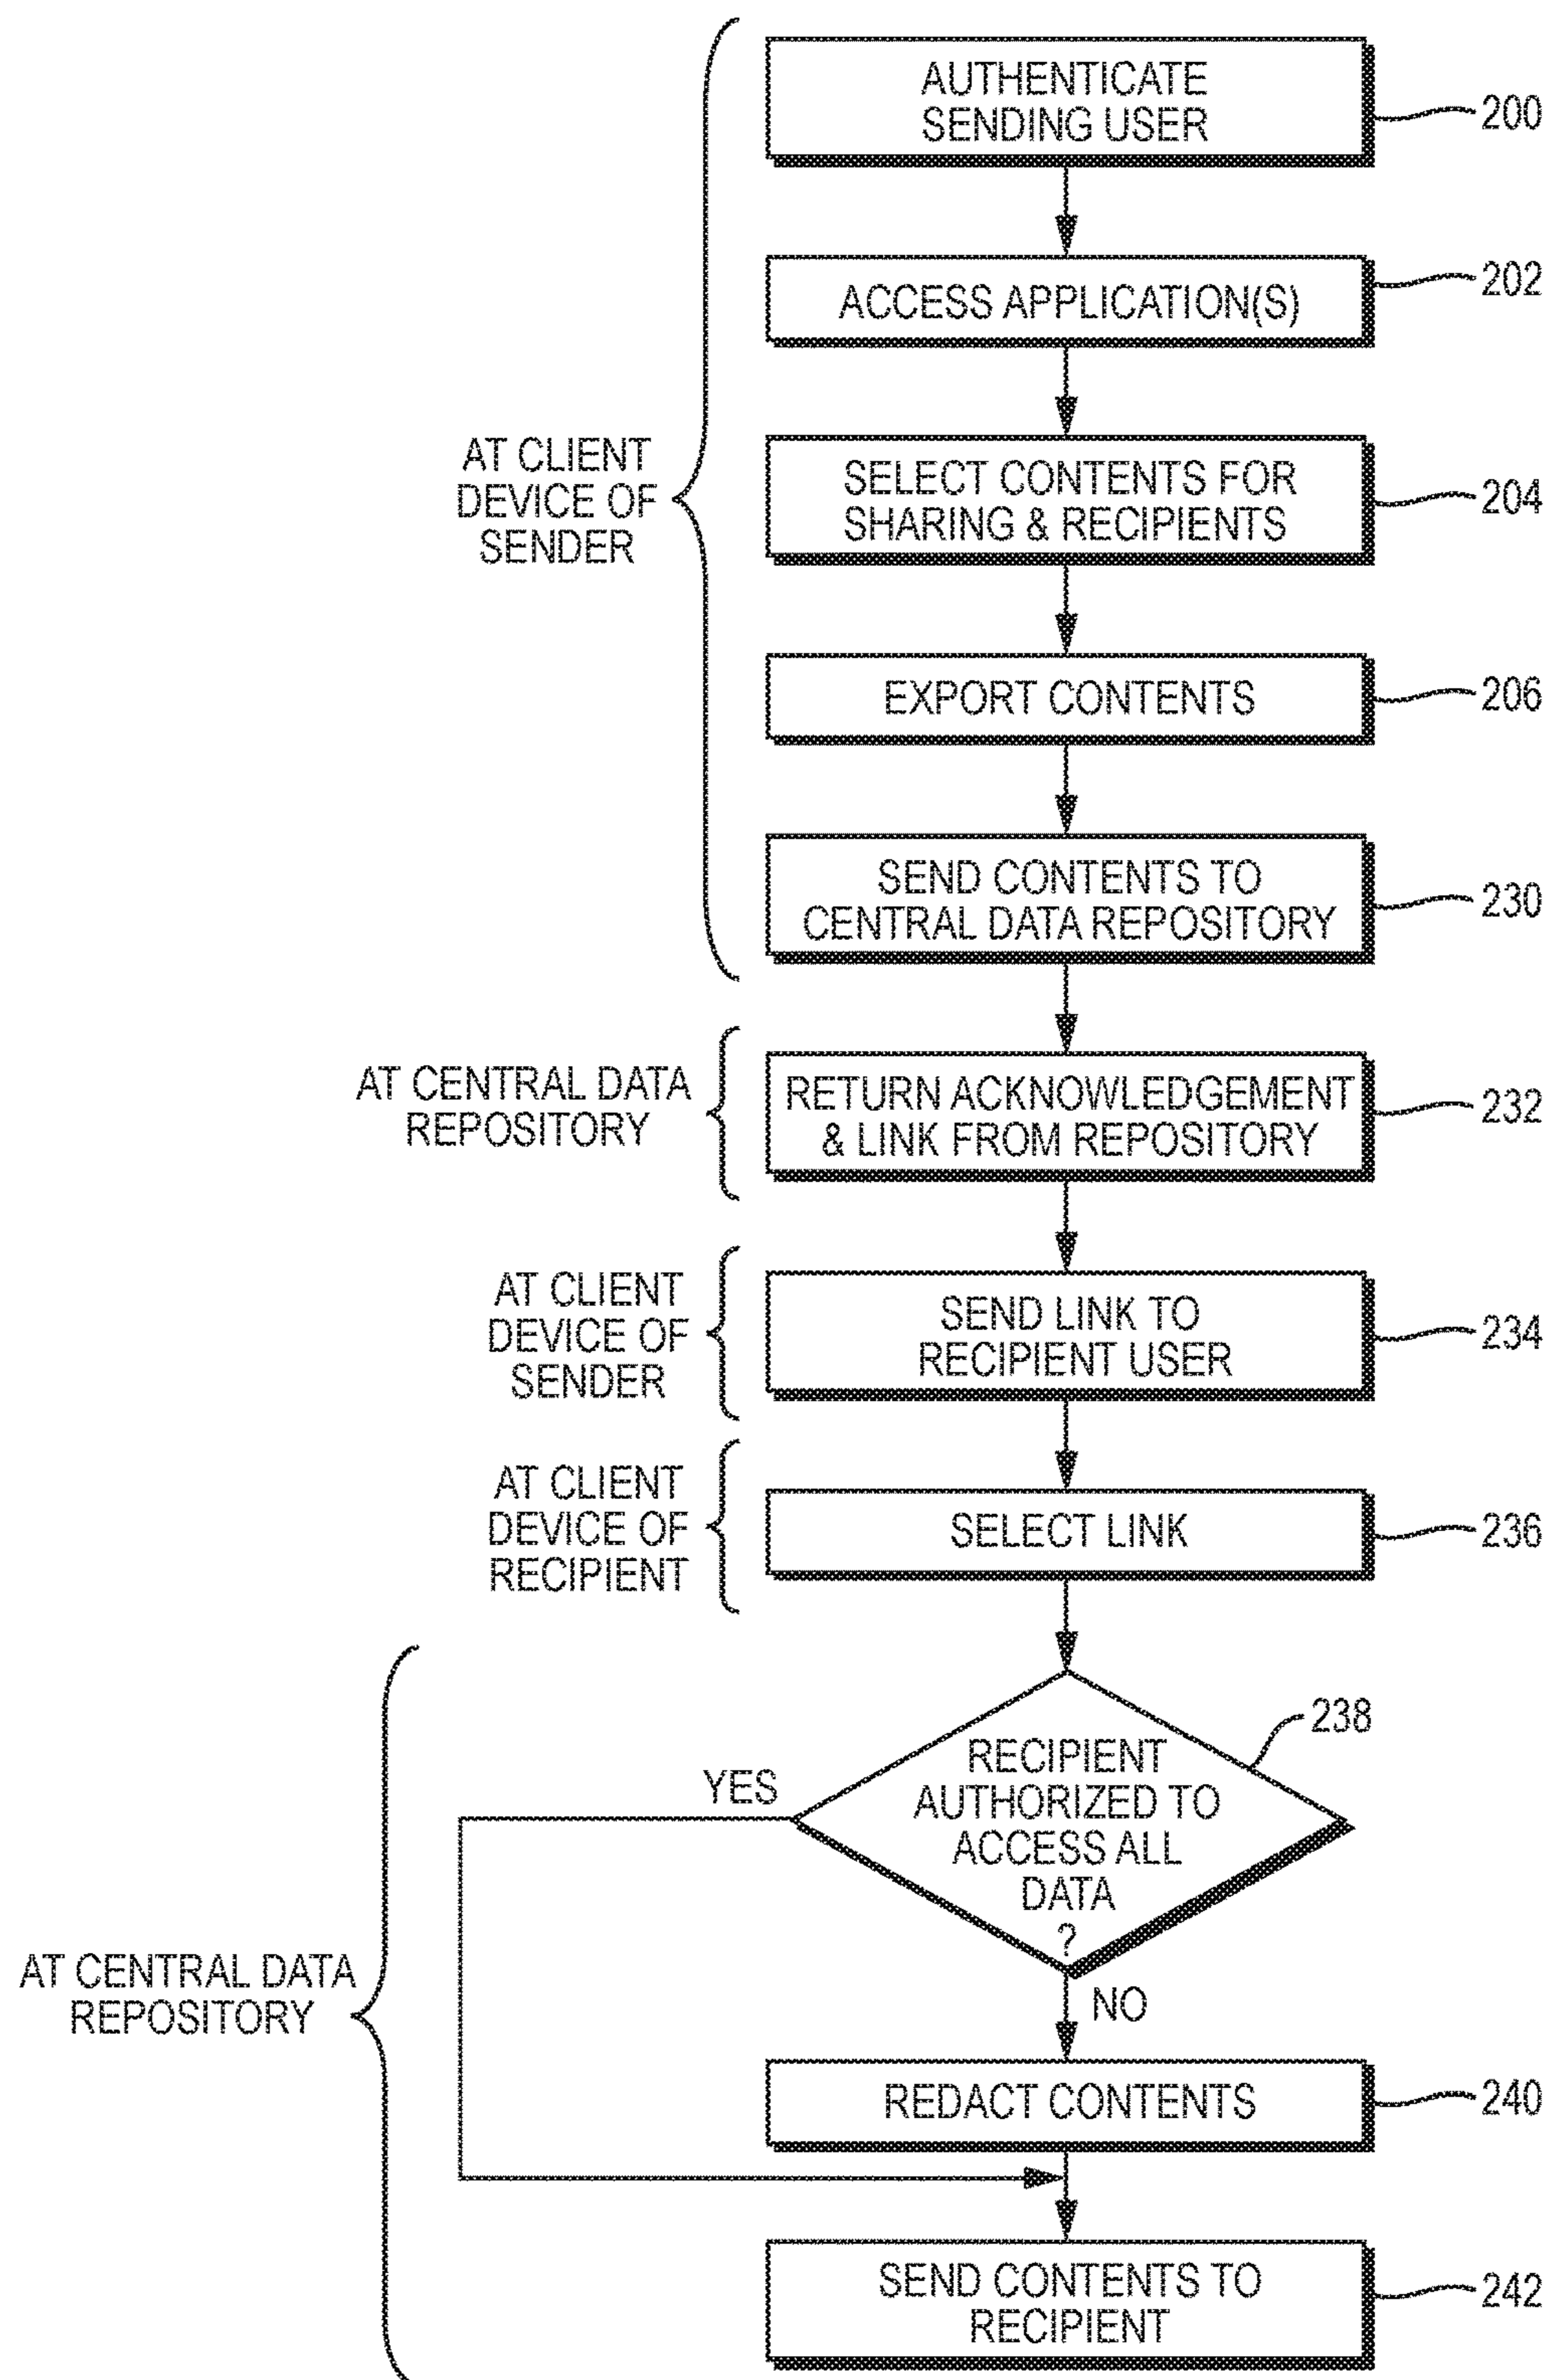 AUTHENTICATE
SENDING USER
200
ACCESS APPLICATION(S)
202
AT CLIENT
DEVICE OF
SENDER
SELECT CONTENTS FOR
SHARING & RECIPIENTS
204
EXPORT CONTENTS
206
SEND CONTENTS TO
CENTRAL DATA REPOSITORY
230
AT CENTRAL DATA
REPOSITORY
RETURN ACKNOWLEDGEMENT
& LINK FROM REPOSITORY
232
AT CLIENT
DEVICE OF
SENDER
SEND LINK TO
RECIPIENT USER
234
AT CLIENT
DEVICE OF
RECIPIENT
SELECT LINK
236
238
RECIPIENT
AUTHORIZED TO
ACCESS ALL
DATA
?
YES
NO
AT CENTRAL DATA
REPOSITORY
REDACT CONTENTS
240
SEND CONTENTS TO
RECIPIENT
242